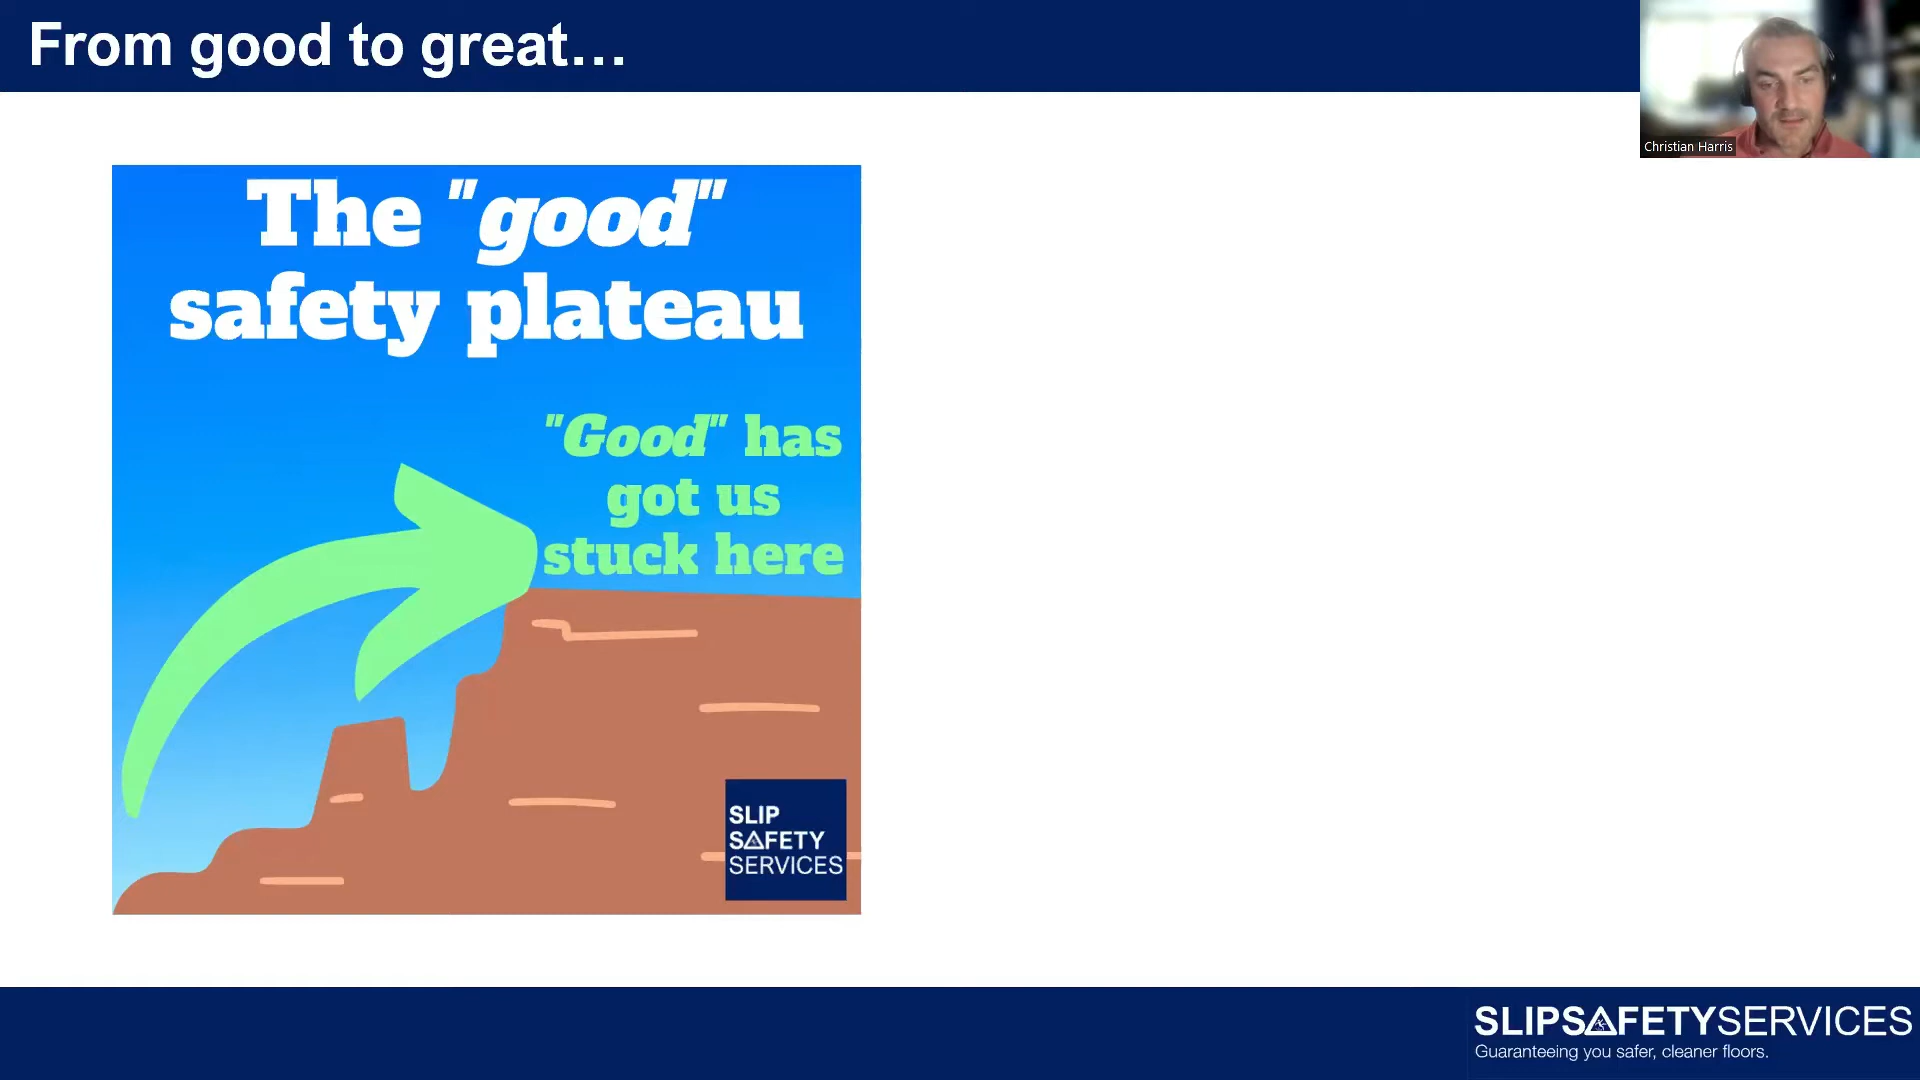 From good to great...
Christian Harris
The "good"
safety plateau
"Good" has
got us
stuck here
SLIP
SAFETY
SERVICES
SLIPSAFETYSERVICES
Guaranteeing you safer, cleaner floors.